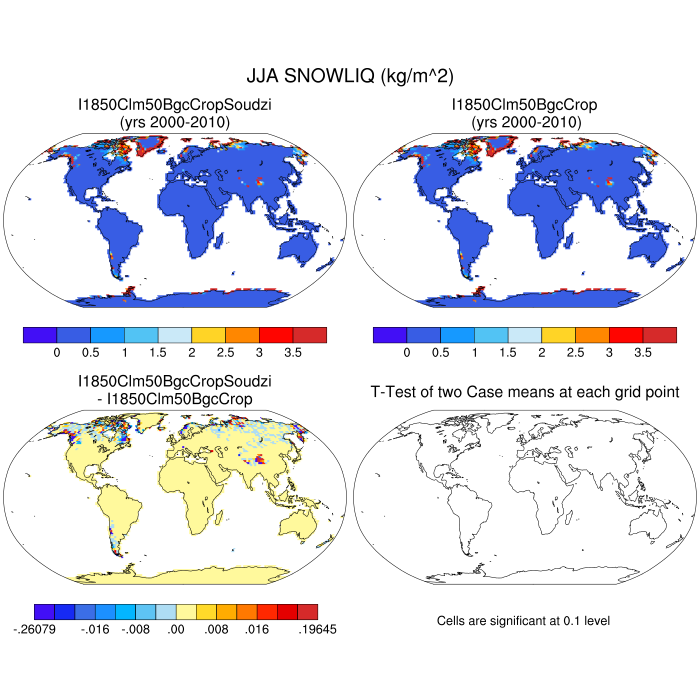 JJA SNOWLIQ (kg/m^2)
I1850Clm50BgcCropSoudzi
(yrs 2000-2010)
I1850Clm50BgcCrop
(yrs 2000-2010)
0 0.5 1 1.5 2 2.5 3 3.5
0 0.5 1 1.5 2 2.5 3 3.5
I1850Clm50BgcCropSoudzi
- I1850Clm50BgcCrop
T-Test of two Case means at each grid point
-.26079 -.016 -.008 .00 .008 .016 .19645
Cells are significant at 0.1 level